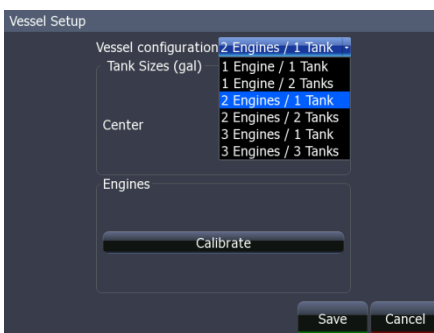 Vessel Setup
Vessel configuration 2 Engines / 1 Tank
Tank Sizes (gal) 1 Engine / 1 Tank
1 Engine / 2 Tanks
2 Engines / 1 Tank
Center 2 Engines / 2 Tanks
3 Engines / 1 Tank
3 Engines / 3 Tanks
Engines
Calibrate
Save Cancel